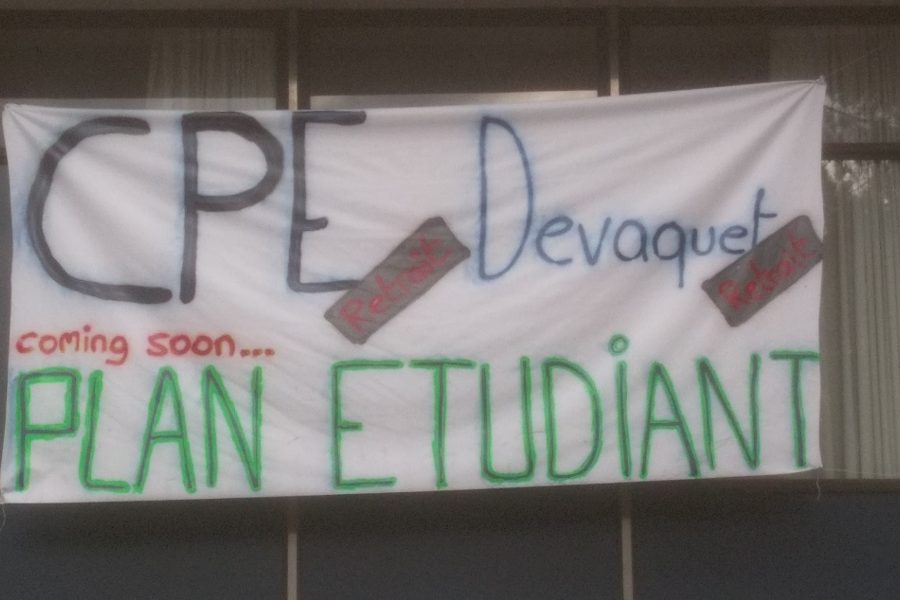 CPE Devaquet
Retrait Retrait
coming soon...
PLAN ETUDiANT